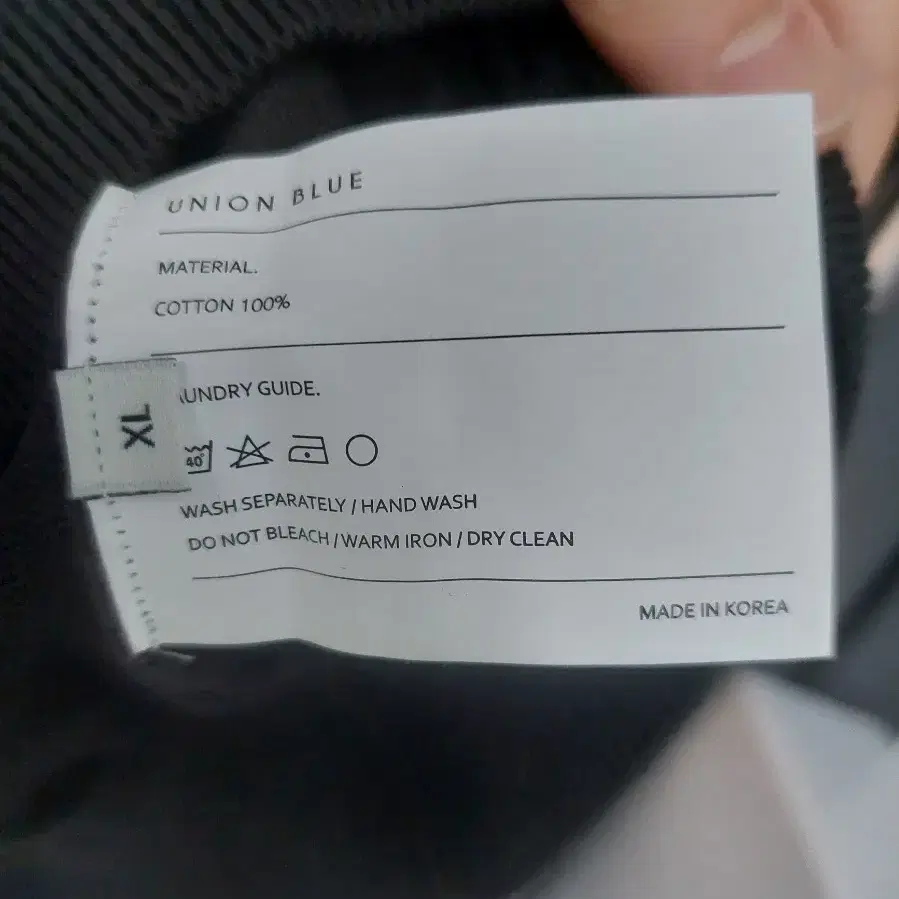 UNION BLUE
MATERIAL.
COTTON 100%
UNDRY GUIDE.
XL
40°
WASH SEPARATELY / HAND WASH
DO NOT BLEACH / WARM IRON / DRY CLEAN
MADE IN KOREA